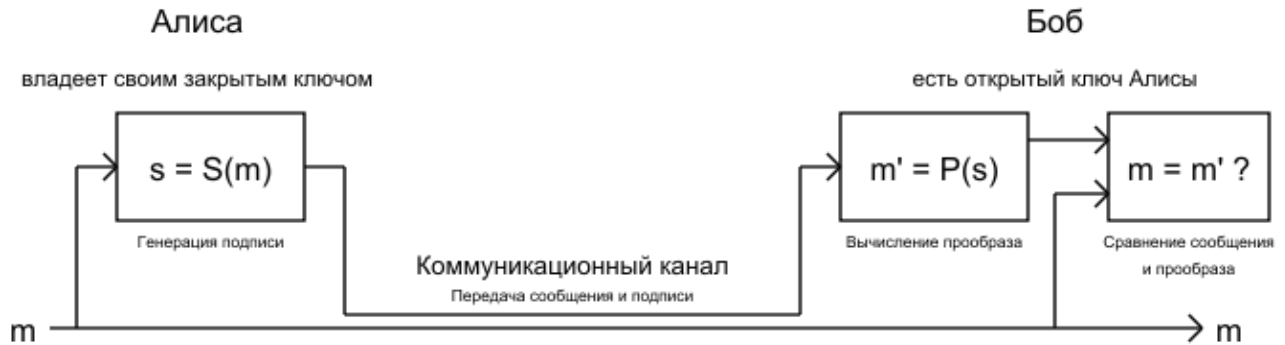 Алиса
Боб
владеет своим закрытым ключом
есть открытый ключ Алисы
s = S(m)
m' = P(s)
m = m' ?
Генерация подписи
Вычисление прообраза
Сравнение сообщения
и прообраза
Коммуникационный канал
Передача сообщения и подписи
m
m